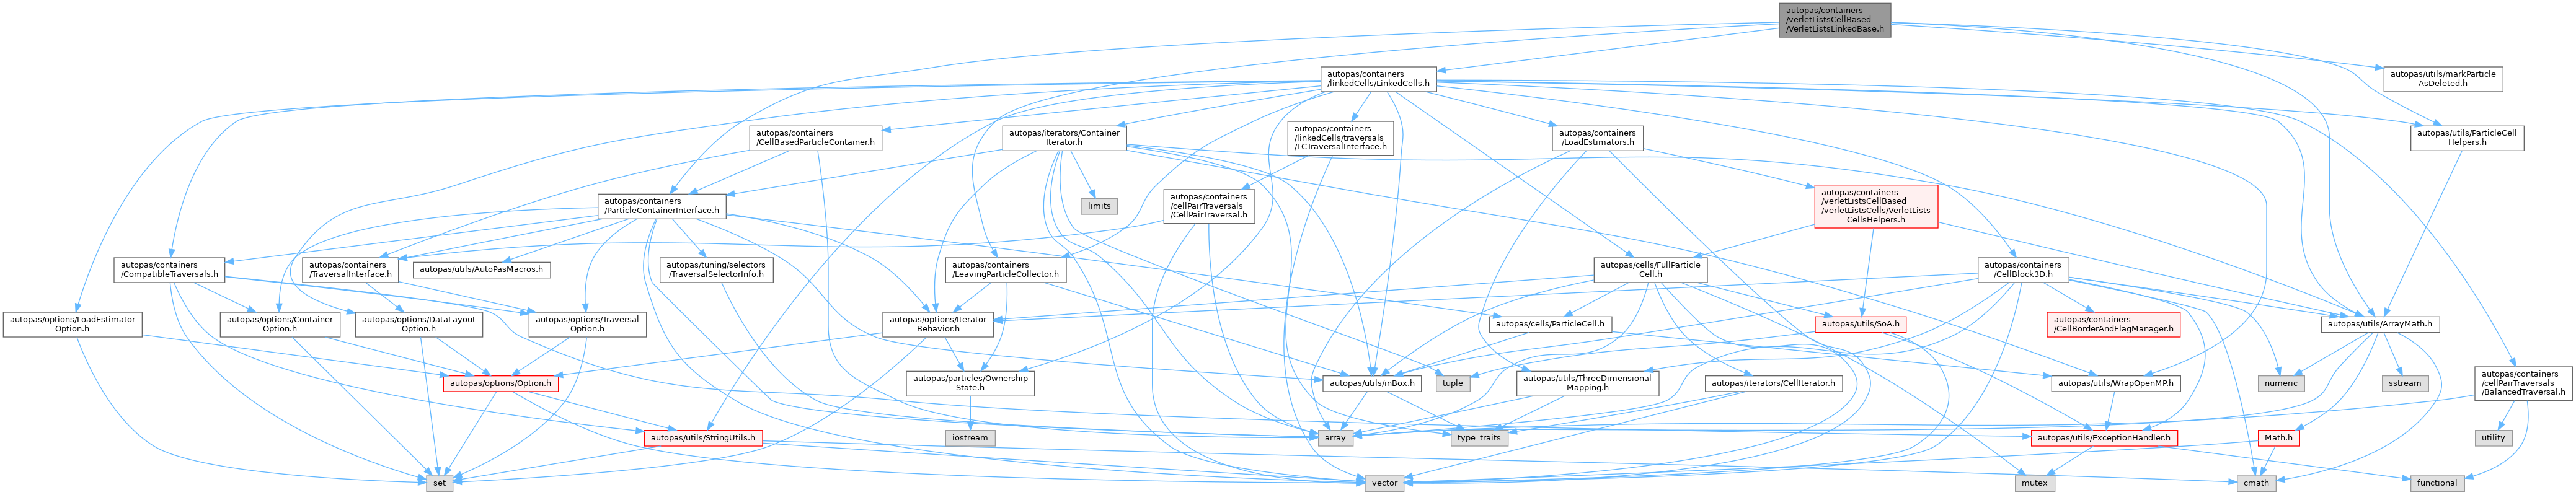 autopas/containers
/verletListsCellBased
/VerletListsLinkedBase.h
autopas/containers
/linkedCells/LinkedCells.h
autopas/utils/markParticle
AsDeleted.h
autopas/containers
/CellBasedParticleContainer.h
autopas/iterators/Container
Iterator.h
autopas/containers
/linkedCells/traversals
/LCTraversalInterface.h
autopas/containers
/LoadEstimators.h
autopas/utils/ParticleCell
Helpers.h
autopas/containers
/ParticleContainerInterface.h
limits
autopas/containers
/cellPairTraversals
/CellPairTraversal.h
autopas/containers
/verletListsCellBased
/verletListsCells/VerletLists
CellsHelpers.h
autopas/containers
/CompatibleTraversals.h
autopas/containers
/TraversalInterface.h
autopas/utils/AutoPasMacros.h
autopas/tuning/selectors
/TraversalSelectorInfo.h
autopas/containers
/LeavingParticleCollector.h
autopas/cells/FullParticle
Cell.h
autopas/containers
/CellBlock3D.h
autopas/options/LoadEstimator
Option.h
autopas/options/Container
Option.h
autopas/options/DataLayout
Option.h
autopas/options/Traversal
Option.h
autopas/options/Iterator
Behavior.h
autopas/cells/ParticleCell.h
autopas/utils/SoA.h
autopas/containers
/CellBorderAndFlagManager.h
autopas/utils/ArrayMath.h
autopas/options/Option.h
autopas/particles/Ownership
State.h
autopas/utils/inBox.h
tuple
autopas/utils/ThreeDimensional
Mapping.h
autopas/iterators/CellIterator.h
autopas/utils/WrapOpenMP.h
numeric
sstream
autopas/containers
/cellPairTraversals
/BalancedTraversal.h
autopas/utils/StringUtils.h
iostream
array
type_traits
autopas/utils/ExceptionHandler.h
Math.h
utility
set
vector
mutex
cmath
functional